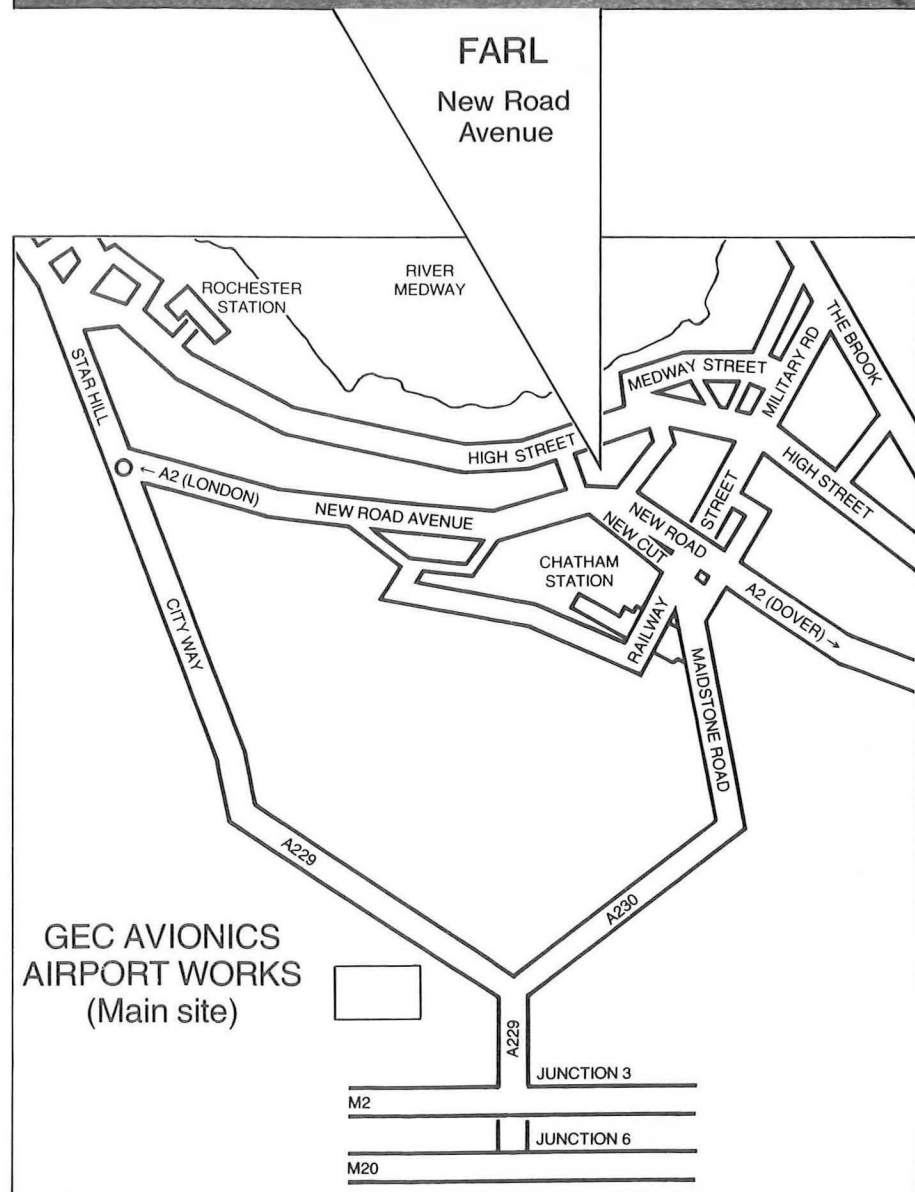 FARL
New Road
Avenue
ROCHESTER
STATION
RIVER
MEDWAY
STAR HILL
MEDWAY STREET
MILITARY RD
THE BROOK
HIGH STREET
HIGH STREET
← A2 (LONDON)
NEW ROAD AVENUE
NEW ROAD
STREET
NEW CUT
CHATHAM
STATION
RAILWAY
A2 (DOVER) →
CITY WAY
MAIDSTONE ROAD
A229
A230
GEC AVIONICS
AIRPORT WORKS
(Main site)
A229
JUNCTION 3
M2
JUNCTION 6
M20